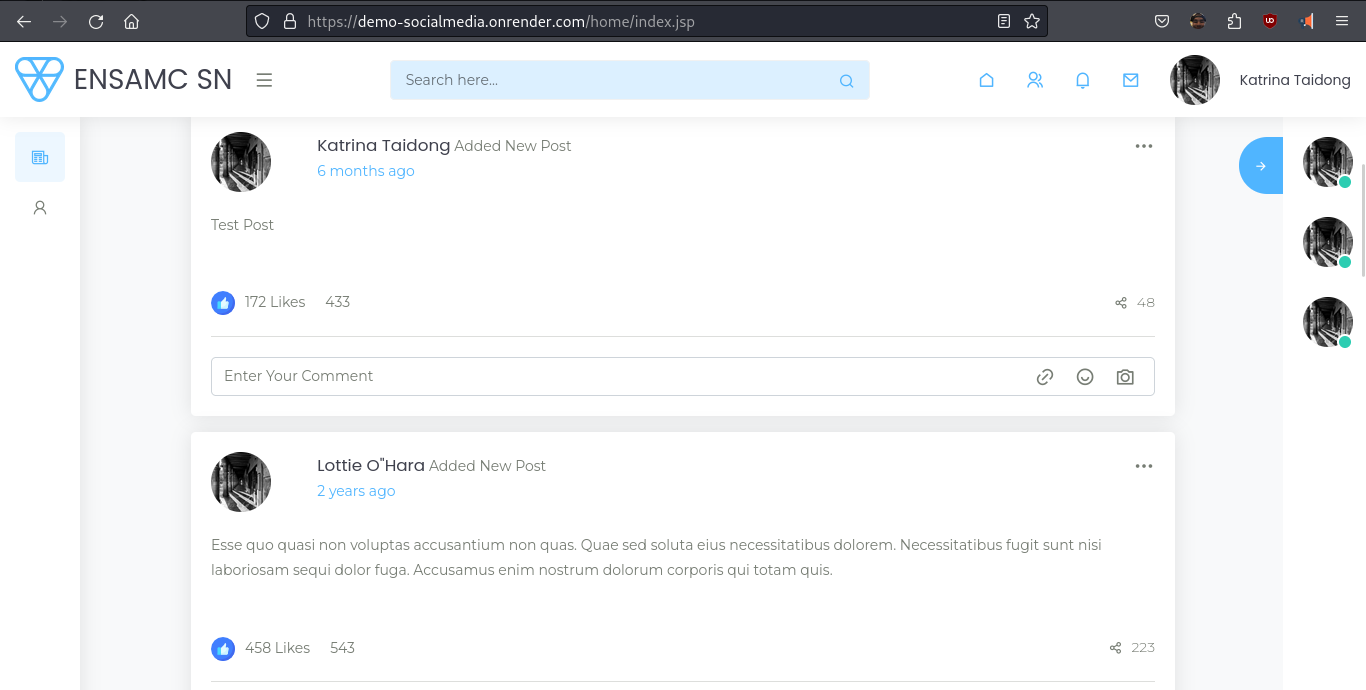 https://demo-socialmedia.onrender.com/home/index.jsp
ENSAMC SN
Search here...
Katrina Taidong
Katrina Taidong Added New Post
6 months ago
Test Post
172 Likes 433
48
Enter Your Comment
Lottie O"Hara Added New Post
2 years ago
Esse quo quasi non voluptas accusantium non quas. Quae sed soluta eius necessitatibus dolorem. Necessitatibus fugit sunt nisi
laboriosam sequi dolor fuga. Accusamus enim nostrum dolorum corporis qui totam quis.
458 Likes 543
223